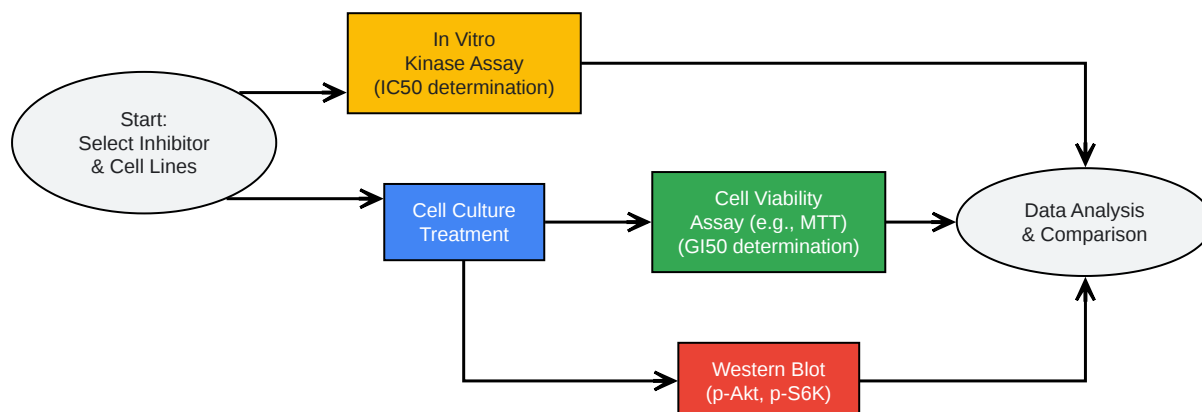 In Vitro
Kinase Assay
(IC50 determination)
Start:
Select Inhibitor
& Cell Lines
Cell Culture
Treatment
Cell Viability
Assay (e.g., MTT)
(GI50 determination)
Data Analysis
& Comparison
Western Blot
(p-Akt, p-S6K)